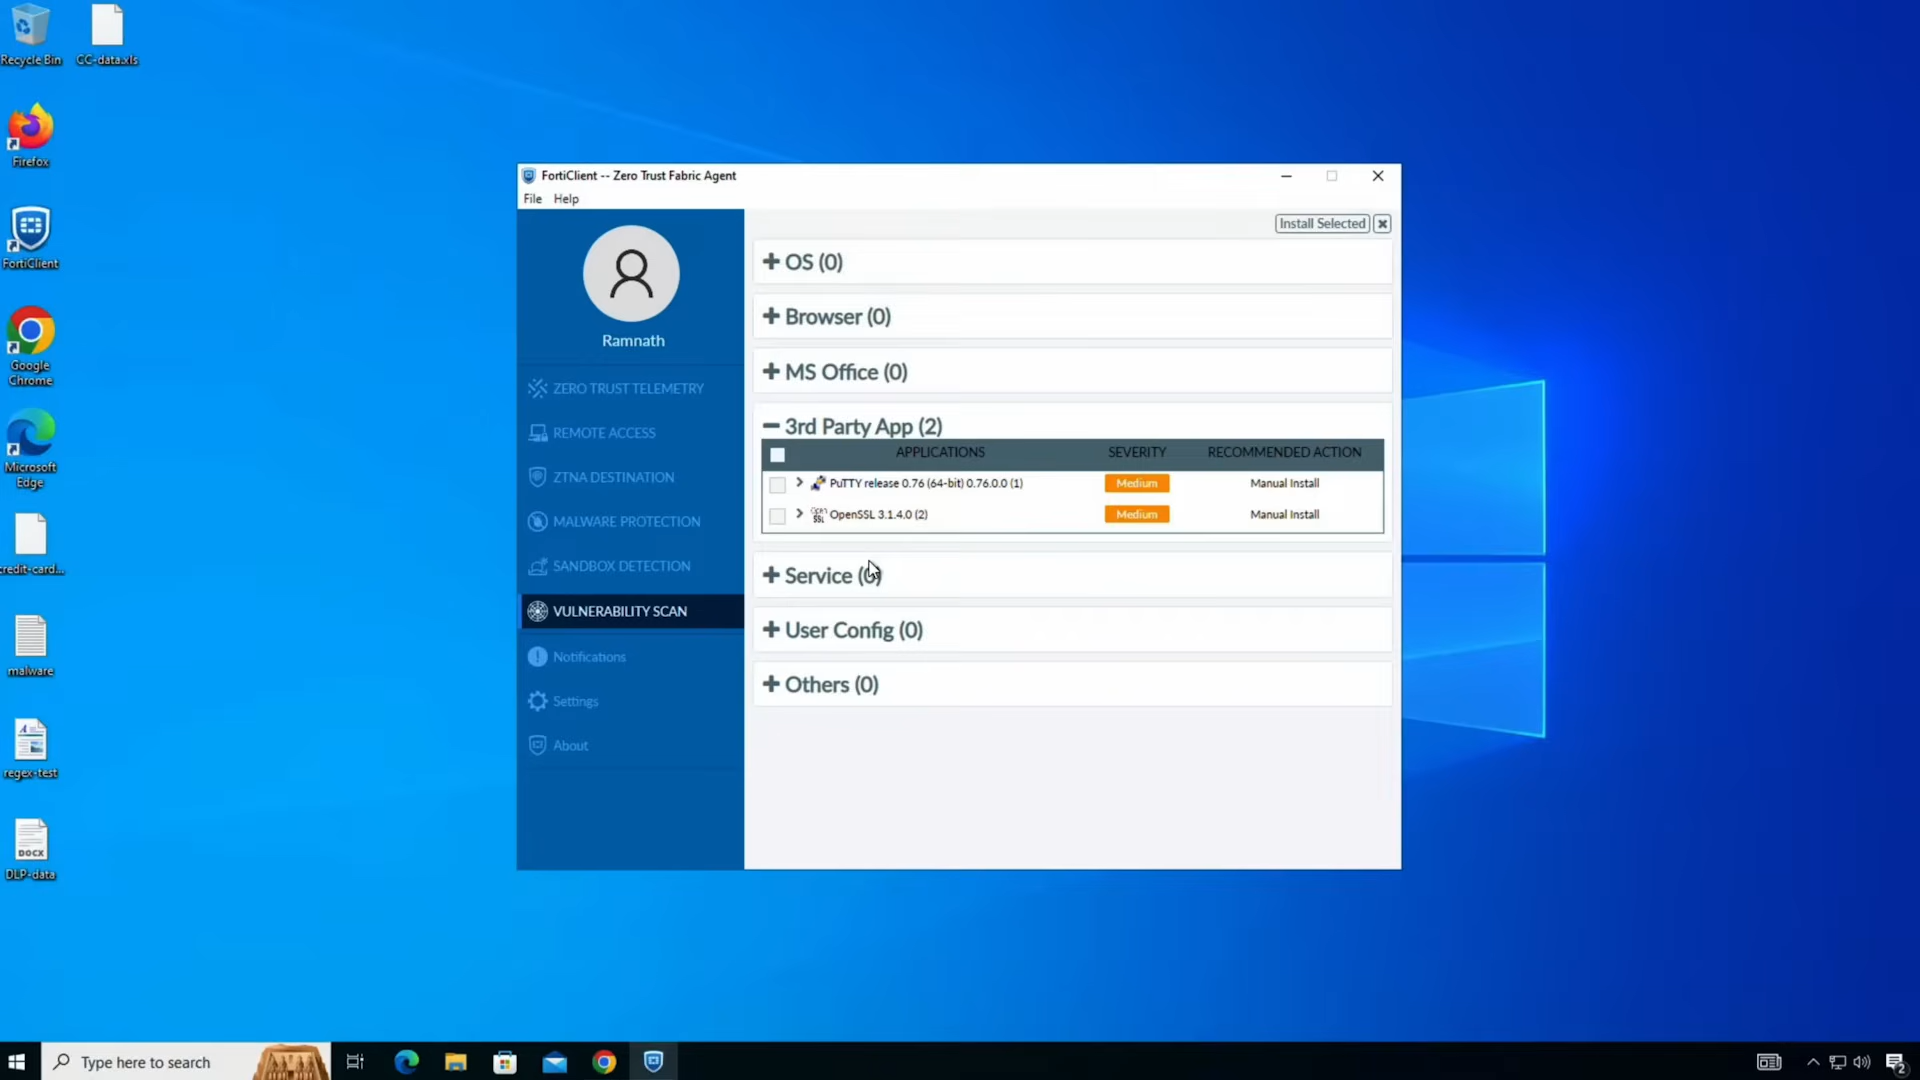 Recycle Bin
CC-data.xls
Firefox
FortiClient
Google
Chrome
Microsoft
Edge
credit-card...
malware
regex-test
DOCX
DLP-data
FortiClient -- Zero Trust Fabric Agent
File Help
Ramnath
ZERO TRUST TELEMETRY
REMOTE ACCESS
ZTNA DESTINATION
MALWARE PROTECTION
SANDBOX DETECTION
VULNERABILITY SCAN
Notifications
Settings
About
Install Selected
OS (0)
Browser (0)
MS Office (0)
3rd Party App (2)
APPLICATIONS SEVERITY RECOMMENDED ACTION
PuTTY release 0.76 (64-bit) 0.76.0.0 (1) Medium Manual Install
OpenSSL 3.1.4.0 (2) Medium Manual Install
Service (0)
User Config (0)
Others (0)
Type here to search
2